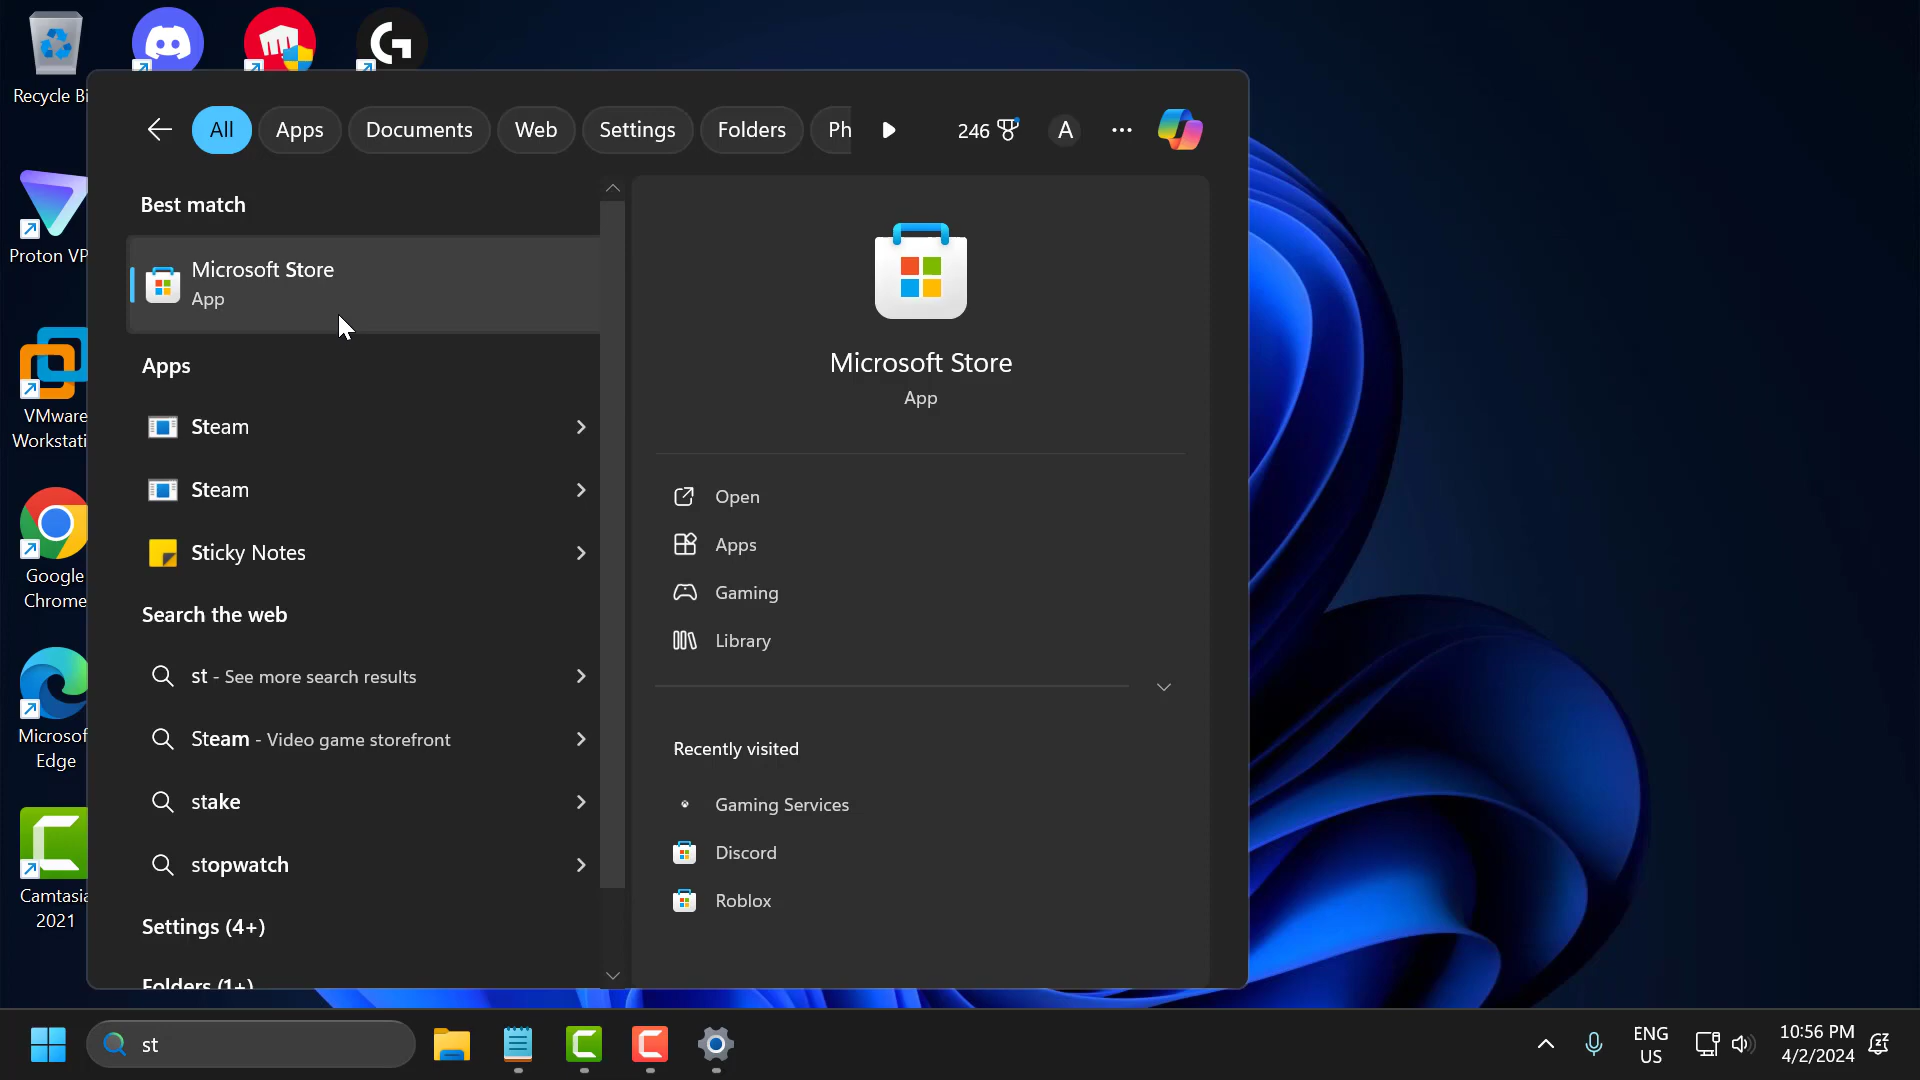 Recycle Bi
Proton VP
VMware
Workstati
Google
Chrome
Microsof
Edge
Camtasia
2021
All
Apps
Documents
Web
Settings
Folders
Ph
246
A
Best match
Microsoft Store
App
Apps
Steam
Steam
Sticky Notes
Search the web
st - See more search results
Steam - Video game storefront
stake
stopwatch
Settings (4+)
Folders (1+)
Microsoft Store
App
Open
Apps
Gaming
Library
Recently visited
Gaming Services
Discord
Roblox
st
ENG
US
10:56 PM
4/2/2024